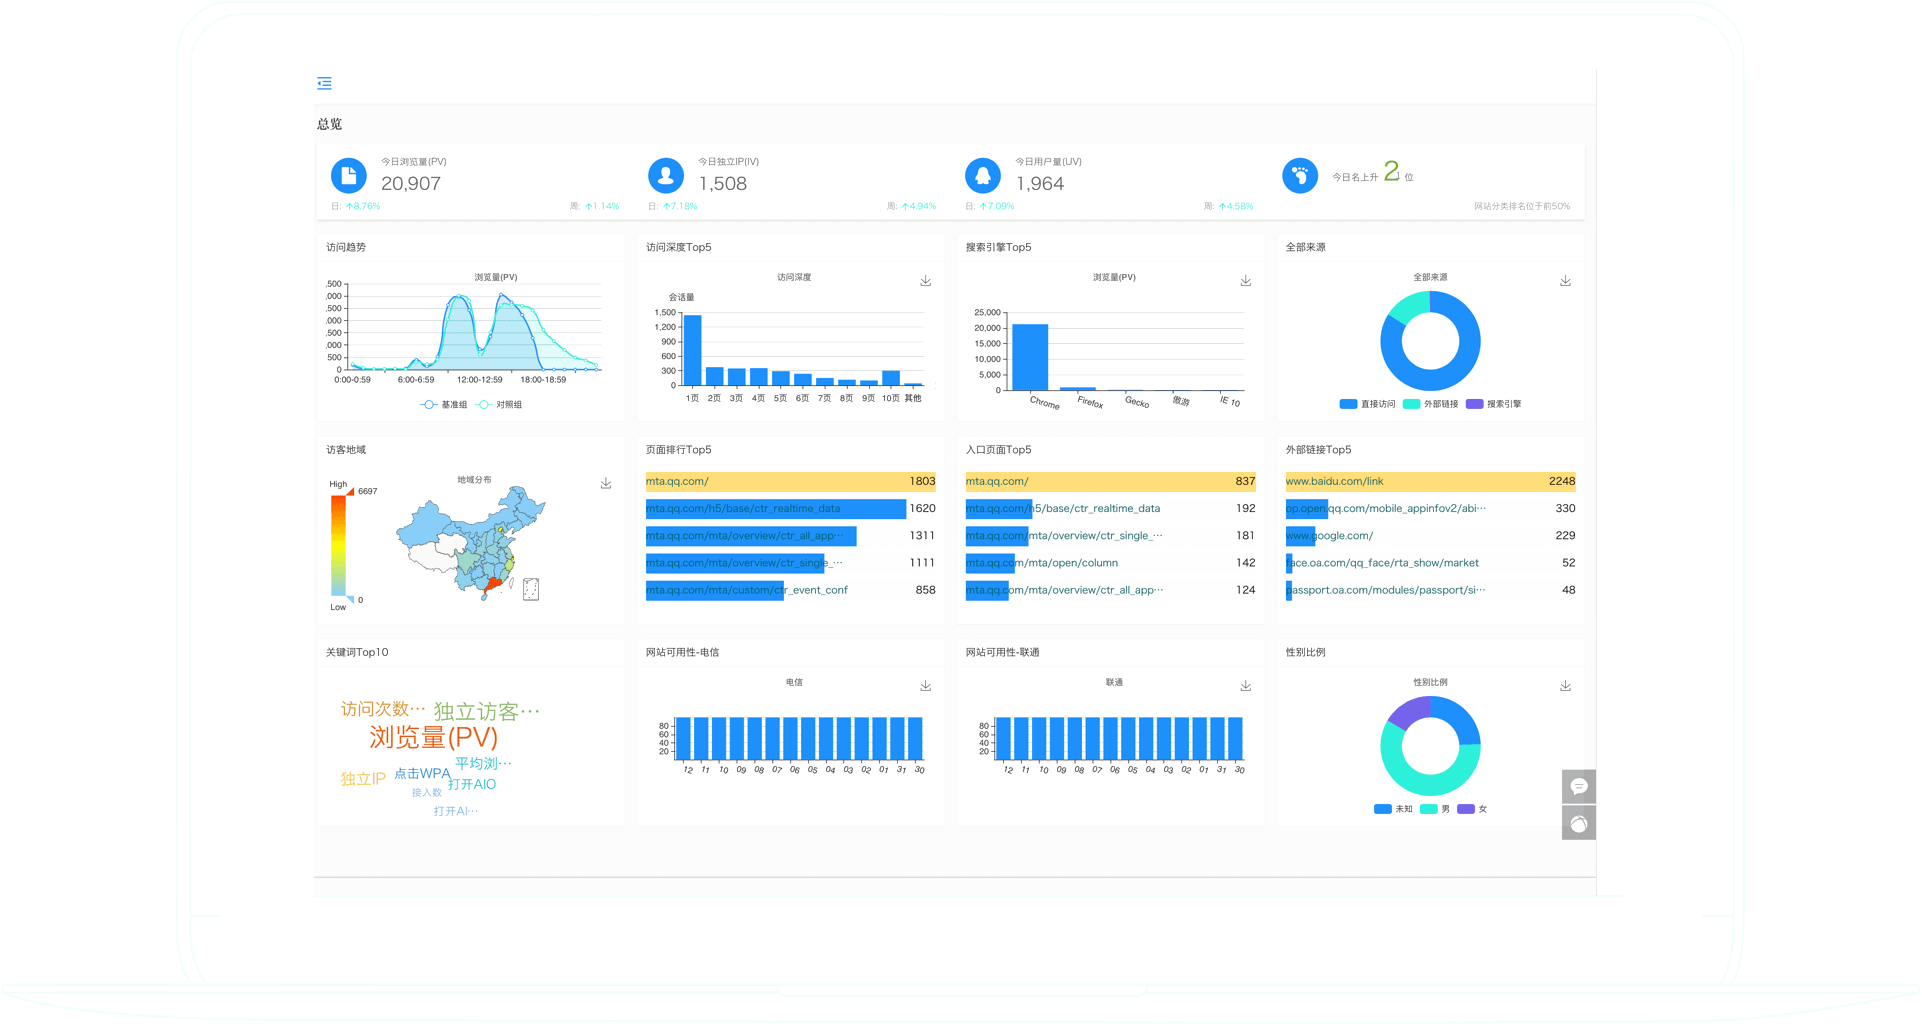 总览
今日浏览量(PV)
20,907
日: 8.76%
周: 1.14%
今日独立IP(IV)
1,508
日: 7.18%
周: 4.94%
今日用户量(UV)
1,964
日: 7.09%
周: 4.58%
今日名上升 2 位
网站分类排名位于前50%
访问趋势
浏览量(PV)
,500
,000
,500
,000
,500
,000
500
0
0:00-0:59 6:00-6:59 12:00-12:59 18:00-18:59
基准组 对照组
访问深度Top5
访问深度
会话量
1,500
1,200
900
600
300
0
1页 2页 3页 4页 5页 6页 7页 8页 9页 10页 其他
搜索引擎Top5
浏览量(PV)
25,000
20,000
15,000
10,000
5,000
0
Chrome Firefox Gecko 傲游 IE 10
全部来源
全部来源
直接访问 外部链接 搜索引擎
访客地域
地域分布
High
6697
0
Low
页面排行Top5
mta.qq.com/ 1803
mta.qq.com/h5/base/ctr_realtime_data 1620
mta.qq.com/mta/overview/ctr_all_app··· 1311
mta.qq.com/mta/overview/ctr_single_··· 1111
mta.qq.com/mta/custom/ctr_event_conf 858
入口页面Top5
mta.qq.com/ 837
mta.qq.com/h5/base/ctr_realtime_data 192
mta.qq.com/mta/overview/ctr_single_··· 181
mta.qq.com/mta/open/column 142
mta.qq.com/mta/overview/ctr_all_app··· 124
外部链接Top5
www.baidu.com/link 2248
op.open.qq.com/mobile_appinfov2/abi··· 330
www.google.com/ 229
face.oa.com/qq_face/rta_show/market 52
passport.oa.com/modules/passport/si··· 48
关键词Top10
访问次数···
独立访客···
浏览量(PV)
平均浏···
独立IP
点击WPA
打开AIO
接入数
打开AI···
网站可用性-电信
电信
80
60
40
20
12 11 10 09 08 07 06 05 04 03 02 01 31 30
网站可用性-联通
联通
80
60
40
20
12 11 10 09 08 07 06 05 04 03 02 01 31 30
性别比例
性别比例
未知 男 女